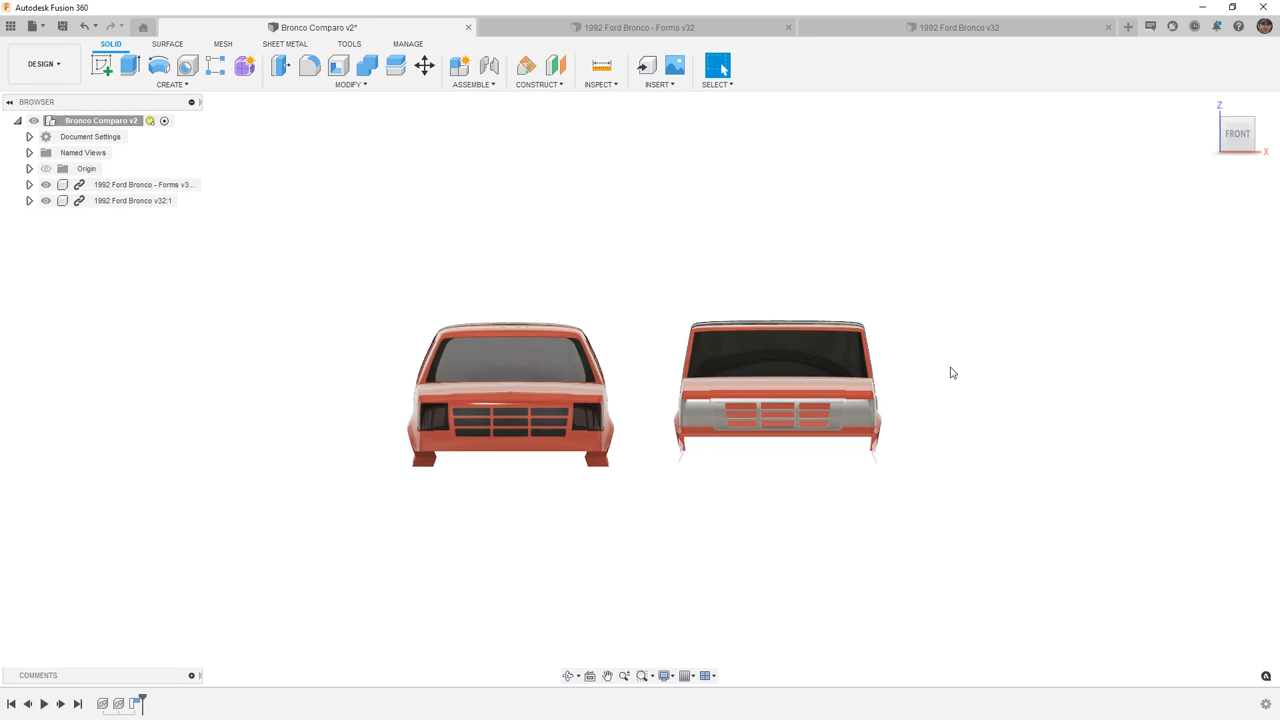 Autodesk Fusion 360
Bronco Comparo v2*
1992 Ford Bronco - Forms v32
1992 Ford Bronco v32
SOLID
SURFACE
MESH
SHEET METAL
TOOLS
MANAGE
DESIGN
CREATE
MODIFY
ASSEMBLE
CONSTRUCT
INSPECT
INSERT
SELECT
BROWSER
Bronco Comparo v2
Document Settings
Named Views
Origin
1992 Ford Bronco - Forms v3...
1992 Ford Bronco v32:1
Z
FRONT
X
COMMENTS